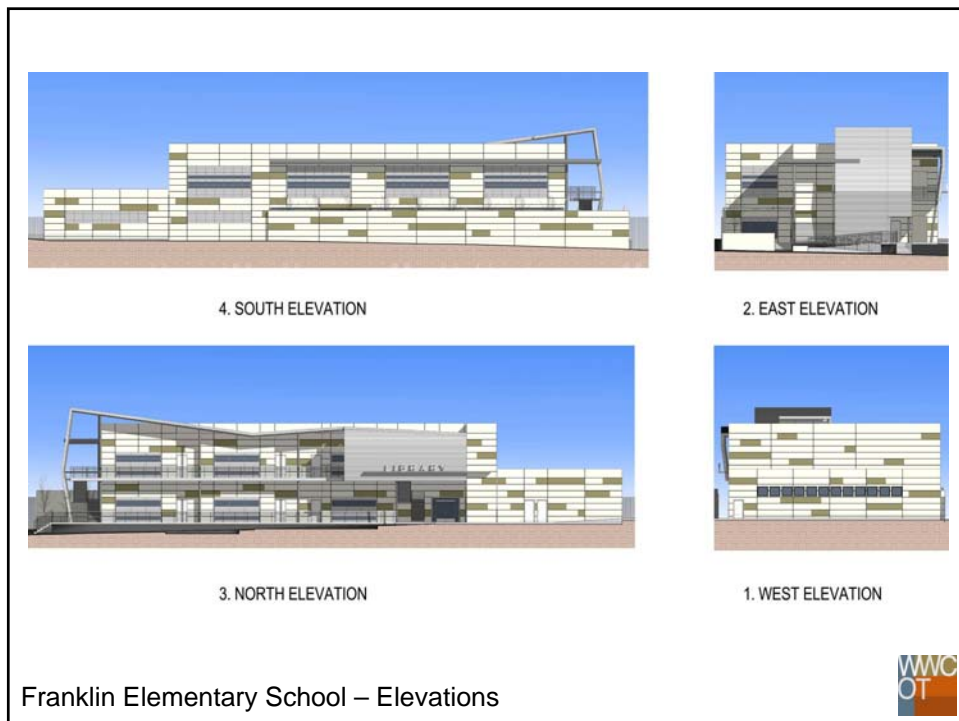 4. SOUTH ELEVATION
2. EAST ELEVATION
LIBRARY
3. NORTH ELEVATION
1. WEST ELEVATION
Franklin Elementary School – Elevations
WWC
OT